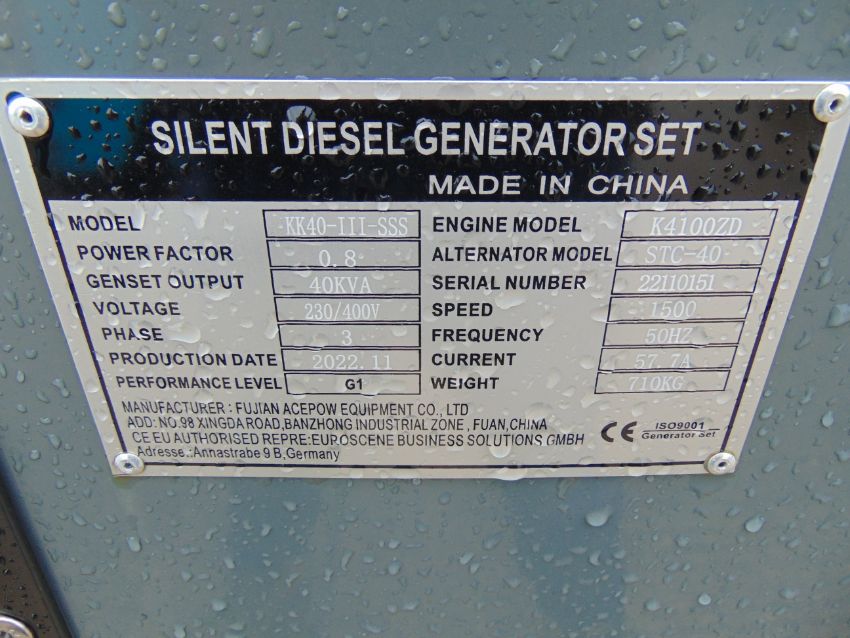 SILENT DIESEL GENERATOR SET
MADE IN CHINA
MODEL KK40-III-SSS ENGINE MODEL K4100ZD
POWER FACTOR 0.8 ALTERNATOR MODEL STC-40
GENSET OUTPUT 40KVA SERIAL NUMBER 22110151
VOLTAGE 230/400V SPEED 1500
PHASE 3 FREQUENCY 50HZ
PRODUCTION DATE 2022.11 CURRENT 57.7A
PERFORMANCE LEVEL G1 WEIGHT 710KG
MANUFACTURER : FUJIAN ACEPOW EQUIPMENT CO., LTD
ADD: NO.98 XINGDA ROAD, BANZHONG INDUSTRIAL ZONE , FUAN,CHINA
CE EU AUTHORISED REPRE: EUROSCENE BUSINESS SOLUTIONS GMBH
Adresse.:Annastrabe 9 B,Germany
CE ISO9001
Generator Set